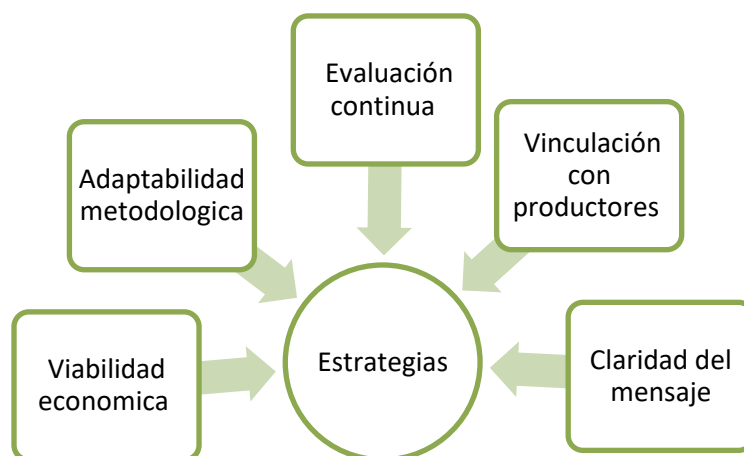 Evaluación
continua
Vinculación
con
productores
Adaptabilidad
metodologica
Viabilidad
economica
Estrategias
Claridad del
mensaje